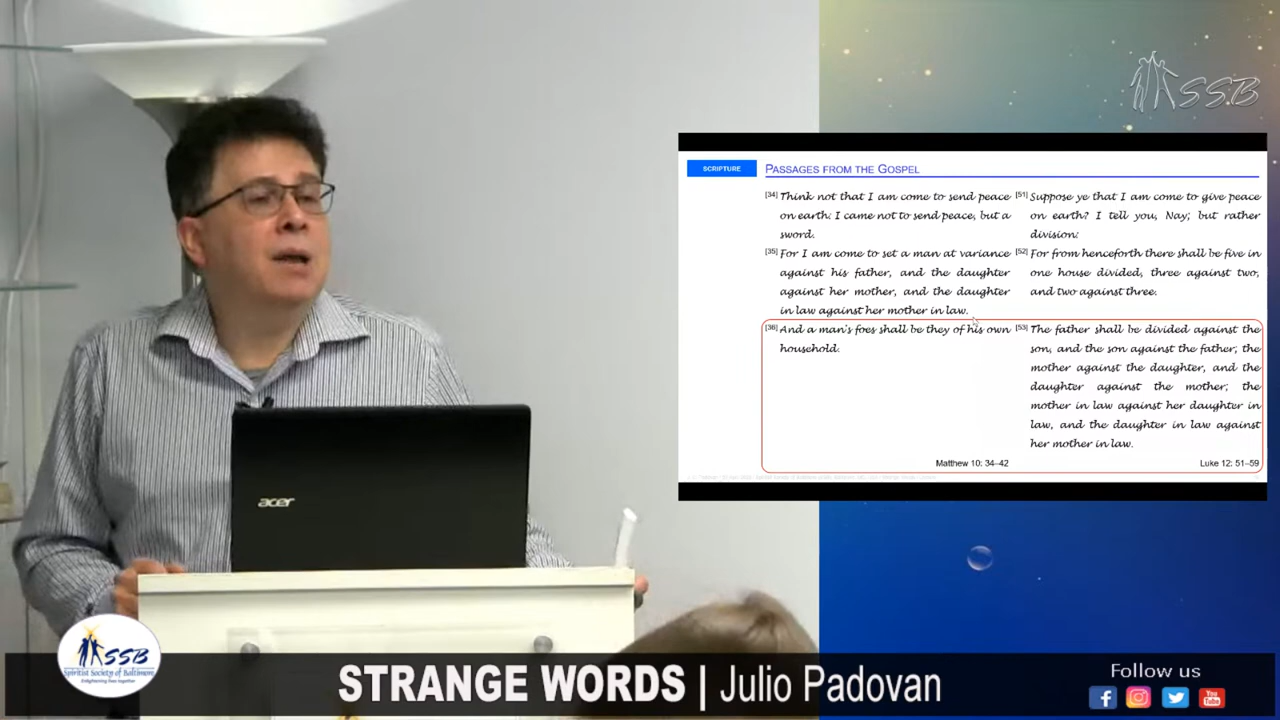 SSB
SCRIPTURE
PASSAGES FROM THE GOSPEL
[34] Think not that I am come to send peace
on earth: I came not to send peace, but a
sword.
[35] For I am come to set a man at variance
against his father, and the daughter
against her mother, and the daughter
in law against her mother in law.
[36] And a man's foes shall be they of his own
household.
Matthew 10: 34–42
[51] Suppose ye that I am come to give peace
on earth? I tell you, Nay; but rather
division:
[52] For from henceforth there shall be five in
one house divided, three against two,
and two against three.
[53] The father shall be divided against the
son, and the son against the father; the
mother against the daughter, and the
daughter against the mother; the
mother in law against her daughter in
law, and the daughter in law against
her mother in law.
Luke 12: 51–59
acer
SSB
Spiritist Society of Baltimore
Enlightening lives together
STRANGE WORDS | Julio Padovan
Follow us
You
Tube